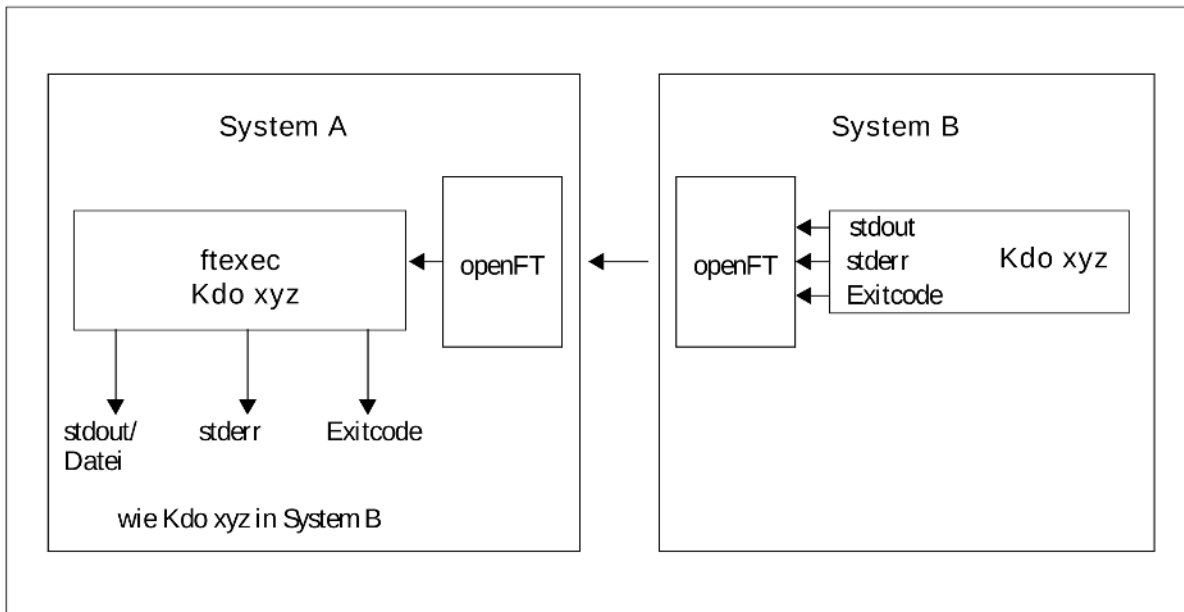 System A
ftexec
Kdo xyz
openFT
stdout/
Datei
stderr
Exitcode
wie Kdo xyz in System B
System B
openFT
stdout
stderr
Exitcode
Kdo xyz